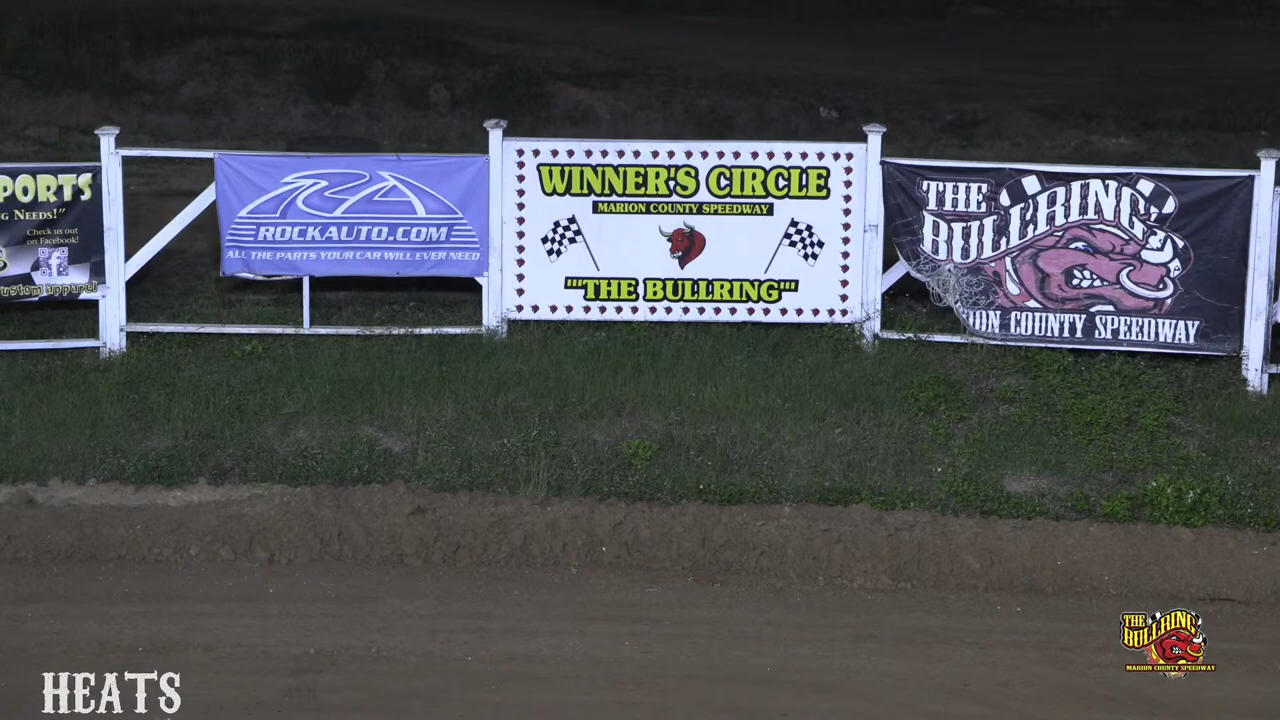 PORTS
G NEEDS!"
Check us out
on Facebook!
custom apparel
ROCKAUTO.COM
ALL THE PARTS YOUR CAR WILL EVER NEED
WINNER'S CIRCLE
MARION COUNTY SPEEDWAY
"'THE BULLRING'"
THE
BULLRING
ION COUNTY SPEEDWAY
THE
BULLRING
MARION COUNTY SPEEDWAY
HEATS